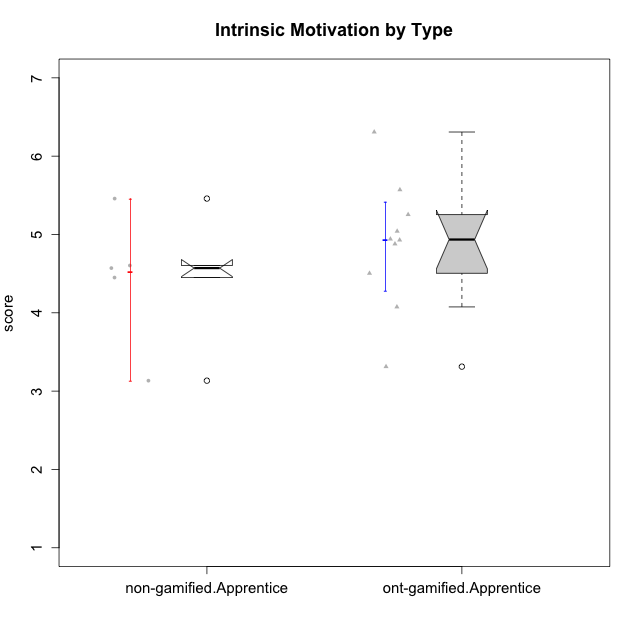 Intrinsic Motivation by Type
7
6
5
4
3
2
1
score
non-gamified.Apprentice
ont-gamified.Apprentice